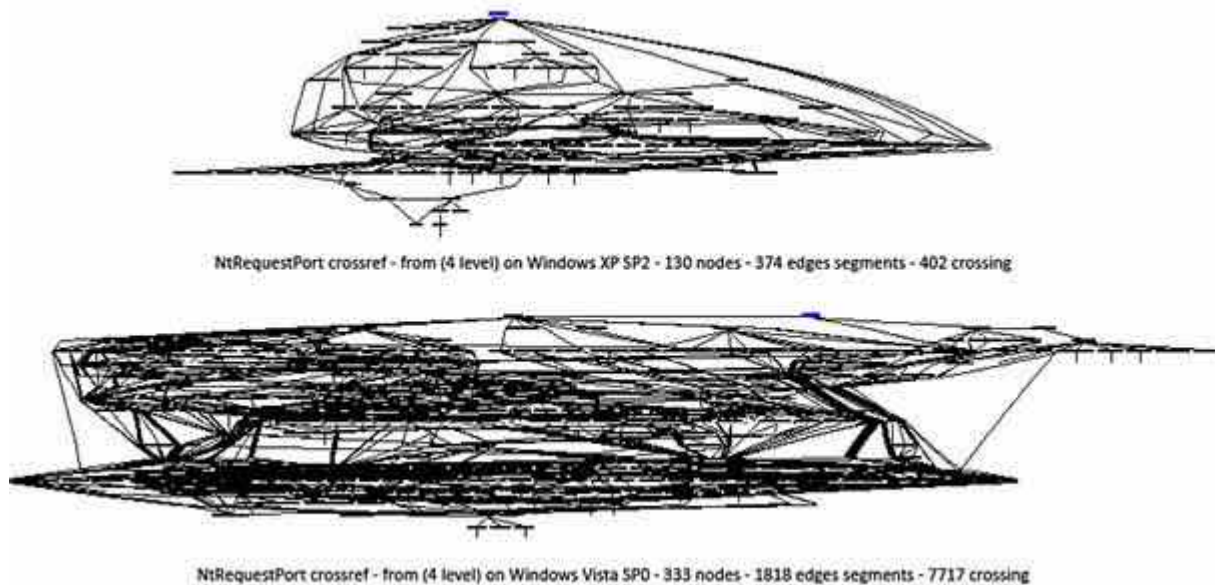 NtRequestPort crossref - from (4 level) on Windows XP SP2 - 130 nodes - 374 edges segments - 402 crossing
NtRequestPort crossref - from (4 level) on Windows Vista SP0 - 333 nodes - 1818 edges segments - 7717 crossing